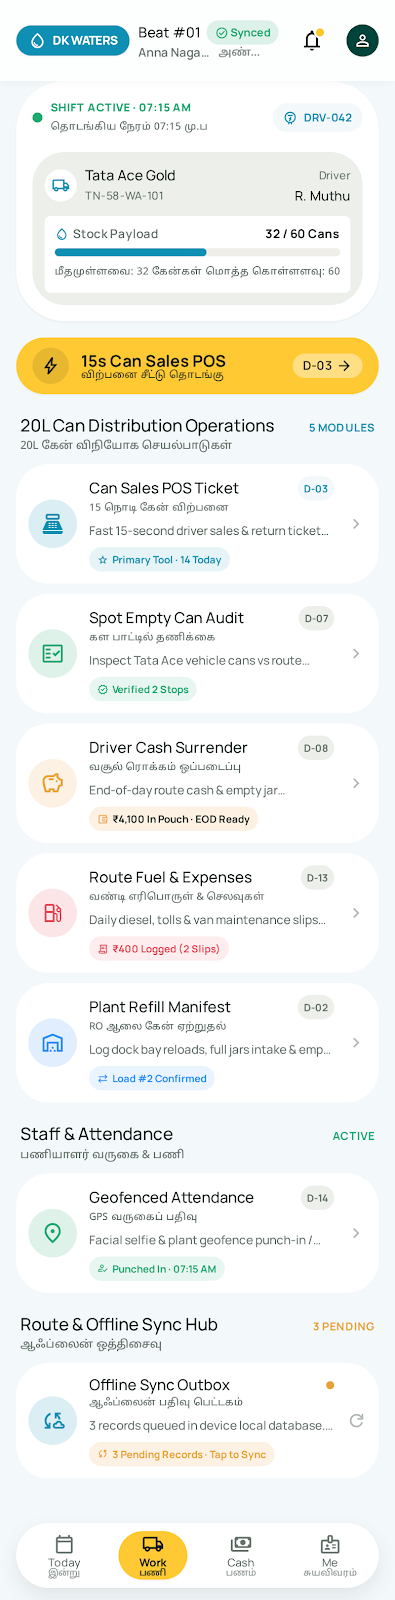 DK WATERS
Beat #01
Synced
Anna Naga...
அண்...
SHIFT ACTIVE · 07:15 AM
தொடங்கிய நேரம் 07:15 மு.ப
DRV-042
Tata Ace Gold
Driver
TN-58-WA-101
R. Muthu
Stock Payload
32 / 60 Cans
மீதமுள்ளவை: 32 கேன்கள் மொத்த கொள்ளளவு: 60
15s Can Sales POS
விற்பனை சீட்டு தொடங்கு
D-03
20L Can Distribution Operations
5 MODULES
20L கேன் விநியோக செயல்பாடுகள்
Can Sales POS Ticket
D-03
15 நொடி கேன் விற்பனை
Fast 15-second driver sales & return ticket...
Primary Tool · 14 Today
Spot Empty Can Audit
D-07
கள பாட்டில் தணிக்கை
Inspect Tata Ace vehicle cans vs route...
Verified 2 Stops
Driver Cash Surrender
D-08
வசூல் ரொக்கம் ஒப்படைப்பு
End-of-day route cash & empty jar...
₹4,100 In Pouch · EOD Ready
Route Fuel & Expenses
D-13
வண்டி எரிபொருள் & செலவுகள்
Daily diesel, tolls & van maintenance slips...
₹400 Logged (2 Slips)
Plant Refill Manifest
D-02
RO ஆலை கேன் ஏற்றுதல்
Log dock bay reloads, full jars intake & emp...
Load #2 Confirmed
Staff & Attendance
ACTIVE
பணியாளர் வருகை & பணி
Geofenced Attendance
D-14
GPS வருகைப் பதிவு
Facial selfie & plant geofence punch-in /...
Punched In · 07:15 AM
Route & Offline Sync Hub
3 PENDING
ஆஃப்லைன் ஒத்திசைவு
Offline Sync Outbox
ஆஃப்லைன் பதிவு பெட்டகம்
3 records queued in device local database....
3 Pending Records · Tap to Sync
Today
இன்று
Work
பணி
Cash
பணம்
Me
சுயவிவரம்